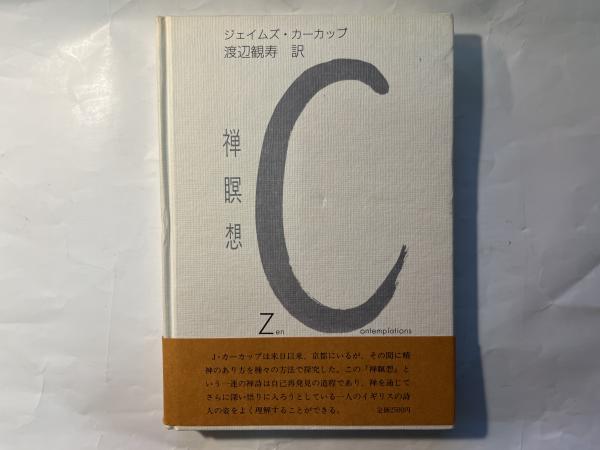 ジェイムズ・カーカップ
渡辺観寿 訳
禅瞑想
C
Zen ontemplations
J・カーカップは来日以来、京都にいるが、その間に精
神のあり方を種々の方法で探究した。この『禅瞑想』と
いう一連の禅詩は自己再発見の道程であり、禅を通じて
さらに深い悟りに入ろうとしている一人のイギリスの詩
人の姿をよく理解することができる。
定価2500円